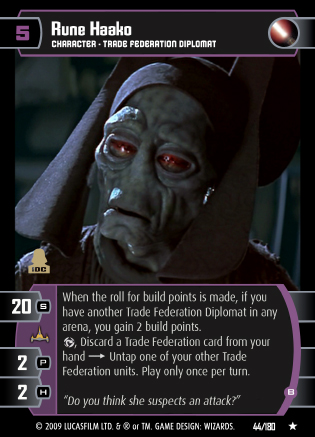 5
Rune Haako
CHARACTER · TRADE FEDERATION DIPLOMAT
IDC
20 S
2 P
2 H
When the roll for build points is made, if you
have another Trade Federation Diplomat in any
arena, you gain 2 build points.
, Discard a Trade Federation card from your
hand → Untap one of your other Trade
Federation units. Play only once per turn.
B
"Do you think she suspects an attack?"
© 2009 LUCASFILM LTD. & ® or TM. GAME DESIGN: WIZARDS. 44/180 ★